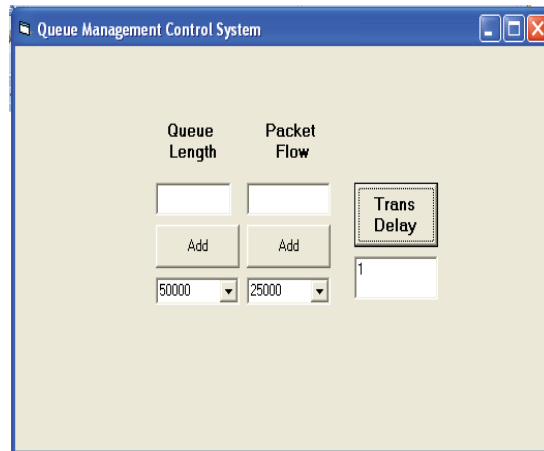 Queue Management Control System
Queue
Length
Packet
Flow
Trans
Delay
Add
Add
1
50000
25000